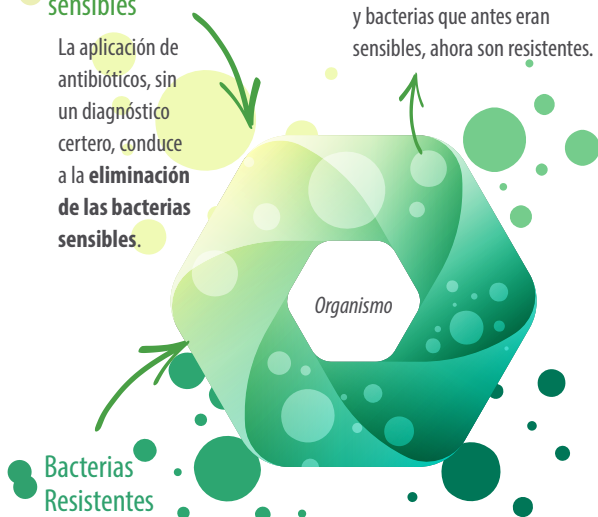 sensibles
La aplicación de
antibióticos, sin
un diagnóstico
certero, conduce
a la eliminación
de las bacterias
sensibles.
y bacterias que antes eran
sensibles, ahora son resistentes.
Organismo
Bacterias
Resistentes